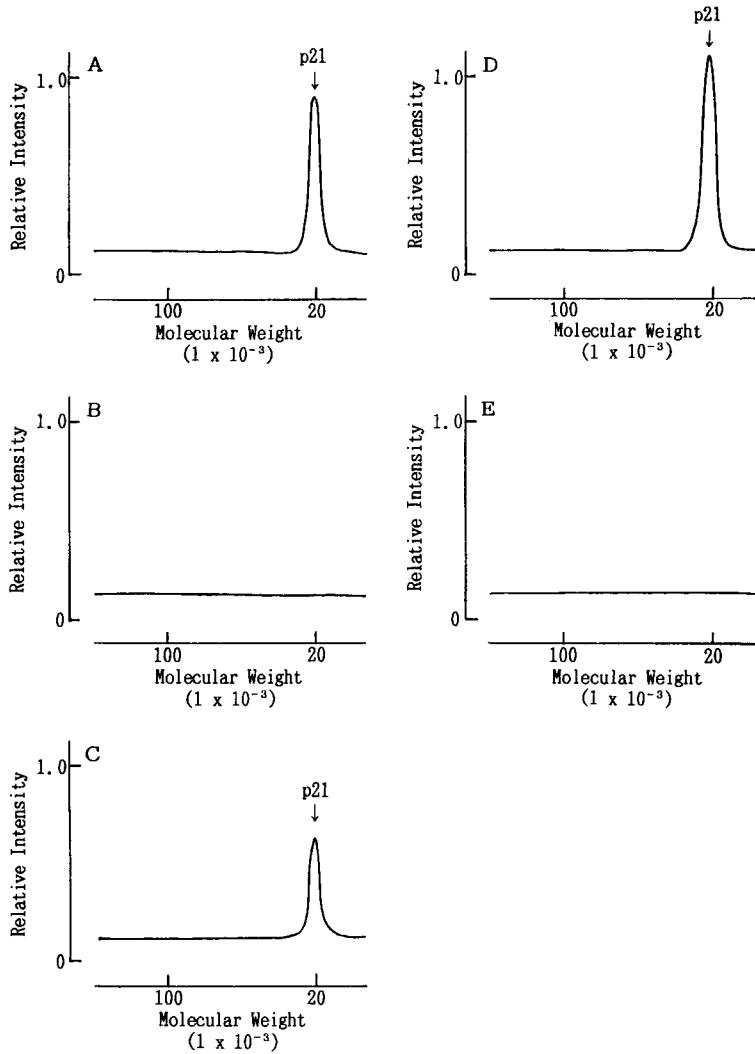 A
p21
↓
1.0
0
Relative Intensity
100
20
Molecular Weight
(1 x 10⁻³)
D
p21
↓
1.0
0
Relative Intensity
100
20
Molecular Weight
(1 x 10⁻³)
B
1.0
0
Relative Intensity
100
20
Molecular Weight
(1 x 10⁻³)
E
1.0
0
Relative Intensity
100
20
Molecular Weight
(1 x 10⁻³)
C
p21
↓
1.0
0
Relative Intensity
100
20
Molecular Weight
(1 x 10⁻³)